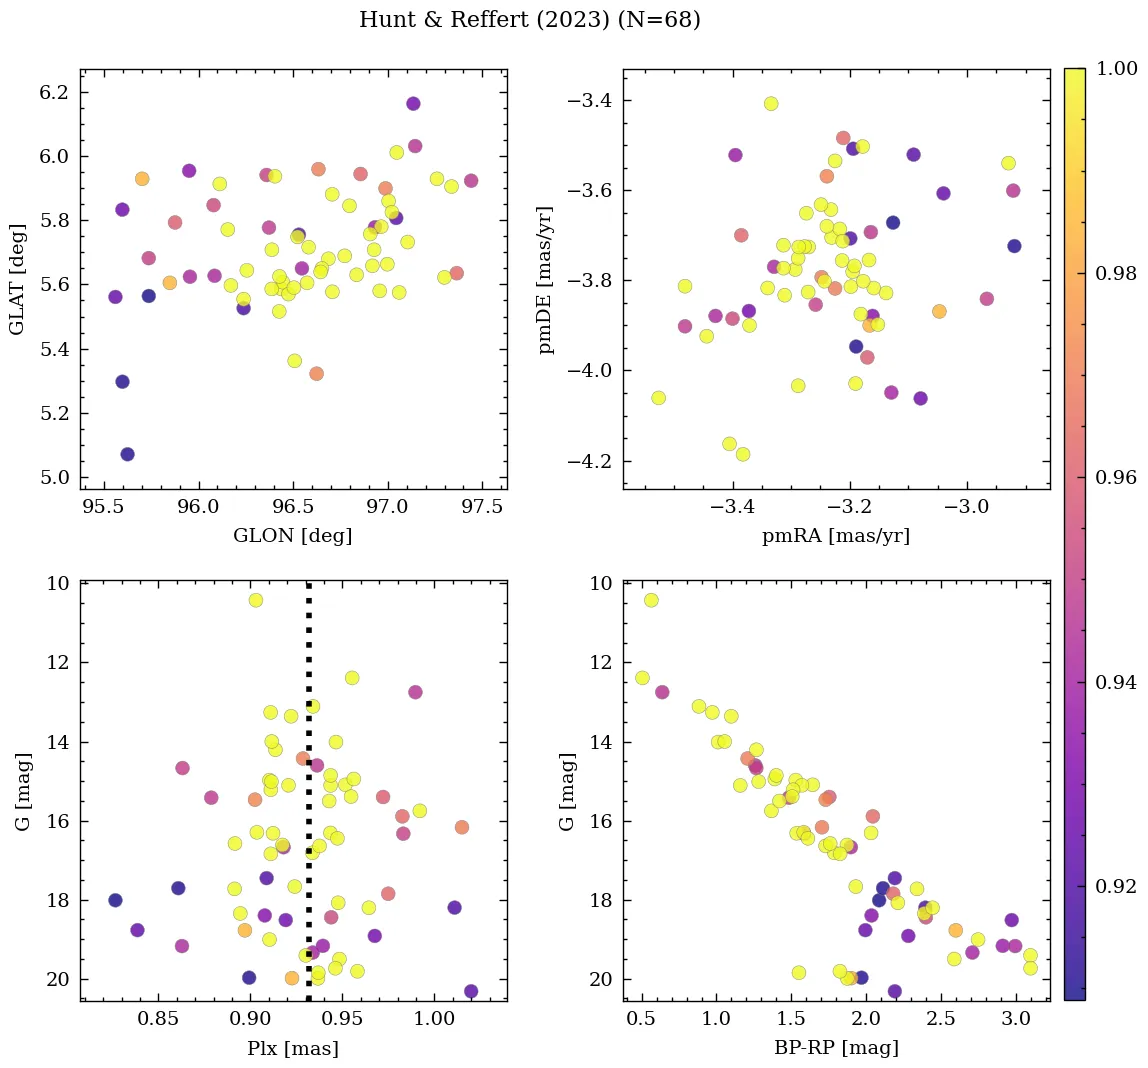 Hunt & Reffert (2023) (N=68)
6.2
6.0
5.8
5.6
5.4
5.2
5.0
GLAT [deg]
95.5 96.0 96.5 97.0 97.5
GLON [deg]
−3.4
−3.6
−3.8
−4.0
−4.2
pmDE [mas/yr]
−3.4 −3.2 −3.0
pmRA [mas/yr]
10
12
14
16
18
20
G [mag]
0.85 0.90 0.95 1.00
Plx [mas]
10
12
14
16
18
20
G [mag]
0.5 1.0 1.5 2.0 2.5 3.0
BP-RP [mag]
1.00
0.98
0.96
0.94
0.92